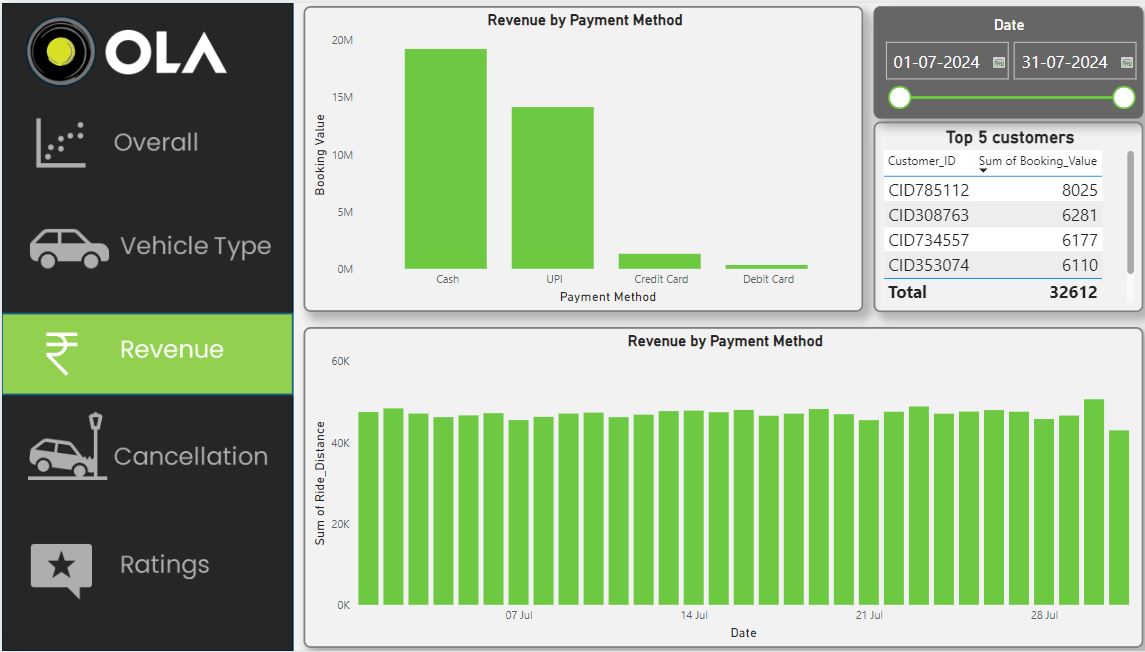 OLA
Overall
Vehicle Type
Revenue
Cancellation
Ratings
Revenue by Payment Method
Booking Value
20M
15M
10M
5M
0M
Cash UPI Credit Card Debit Card
Payment Method
Date
01-07-2024 31-07-2024
Top 5 customers
Customer_ID Sum of Booking_Value
CID785112 8025
CID308763 6281
CID734557 6177
CID353074 6110
Total 32612
Revenue by Payment Method
Sum of Ride_Distance
60K
40K
20K
0K
07 Jul 14 Jul 21 Jul 28 Jul
Date